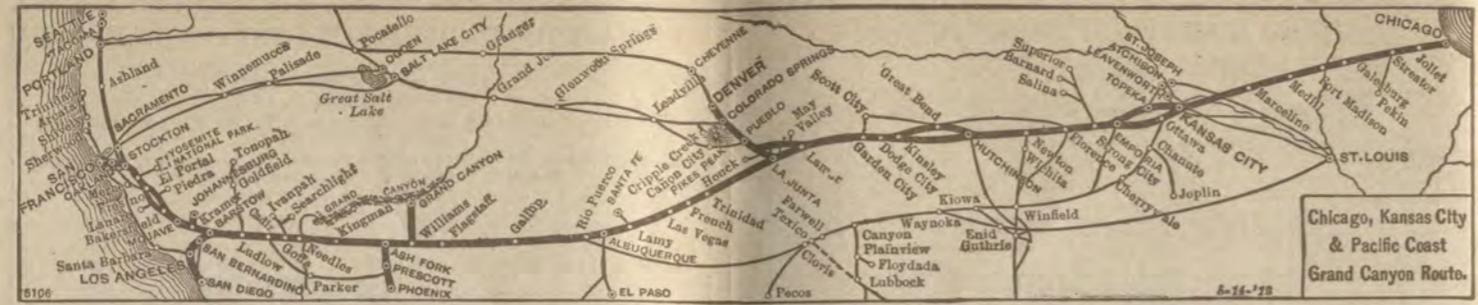 SEATTLE
TACOMA
PORTLAND
Ashland
SACRAMENTO
Winnemucca
Palisade
Pocatello
OGDEN
SALT LAKE CITY
Great Salt
Lake
Granger
Glenwood
Springs
Leadville
CHEYENNE
DENVER
COLORADO SPRINGS
PUEBLO
Trinidad
Arcata
STOCKTON
YOSEMITE
NATIONAL PARK
El Portal
Piedra
SAN
FRANCISCO
OAKLAND
Bakersfield
MOJAVE
Santa Barbara
LOS ANGELES
Kramer
BARSTOW
JOHANNESBURG
Goldfield
Tonopah
Ivanpah
Searchlight
SAN BERNARDINO
SAN DIEGO
Ludlow
Goffs
Needles
Parker
GRAND CANYON
Kingman
GRAND CANYON
Williams
Flagstaff
ASH FORK
PRESCOTT
PHOENIX
Gallup
Rio Puerco
SANTA FE
ALBUQUERQUE
Lamy
Las Vegas
French
Trinidad
EL PASO
Cripple Creek
Canon City
PIKES PEAK
Houck
May
Valley
LA JUNTA
Farwell
Texico
Clovis
Pecos
Canyon
Plainview
Floydada
Lubbock
Scott City
Garden City
Dodge City
Kinsley
Great Bend
HUTCHINSON
Newton
Wichita
Florence
Strong
City
EMPORIA
Superior
Barnard
Salina
ST. JOSEPH
ATCHISON
LEAVENWORTH
TOPEKA
KANSAS CITY
Ottawa
Chanute
Joplin
Cherryvale
Kiowa
Waynoka
Enid
Guthrie
Winfield
Marceline
Medill
Fort Madison
Galesburg
Pekin
Streator
Joliet
CHICAGO
ST. LOUIS
Chicago, Kansas City
& Pacific Coast
Grand Canyon Route.
5106